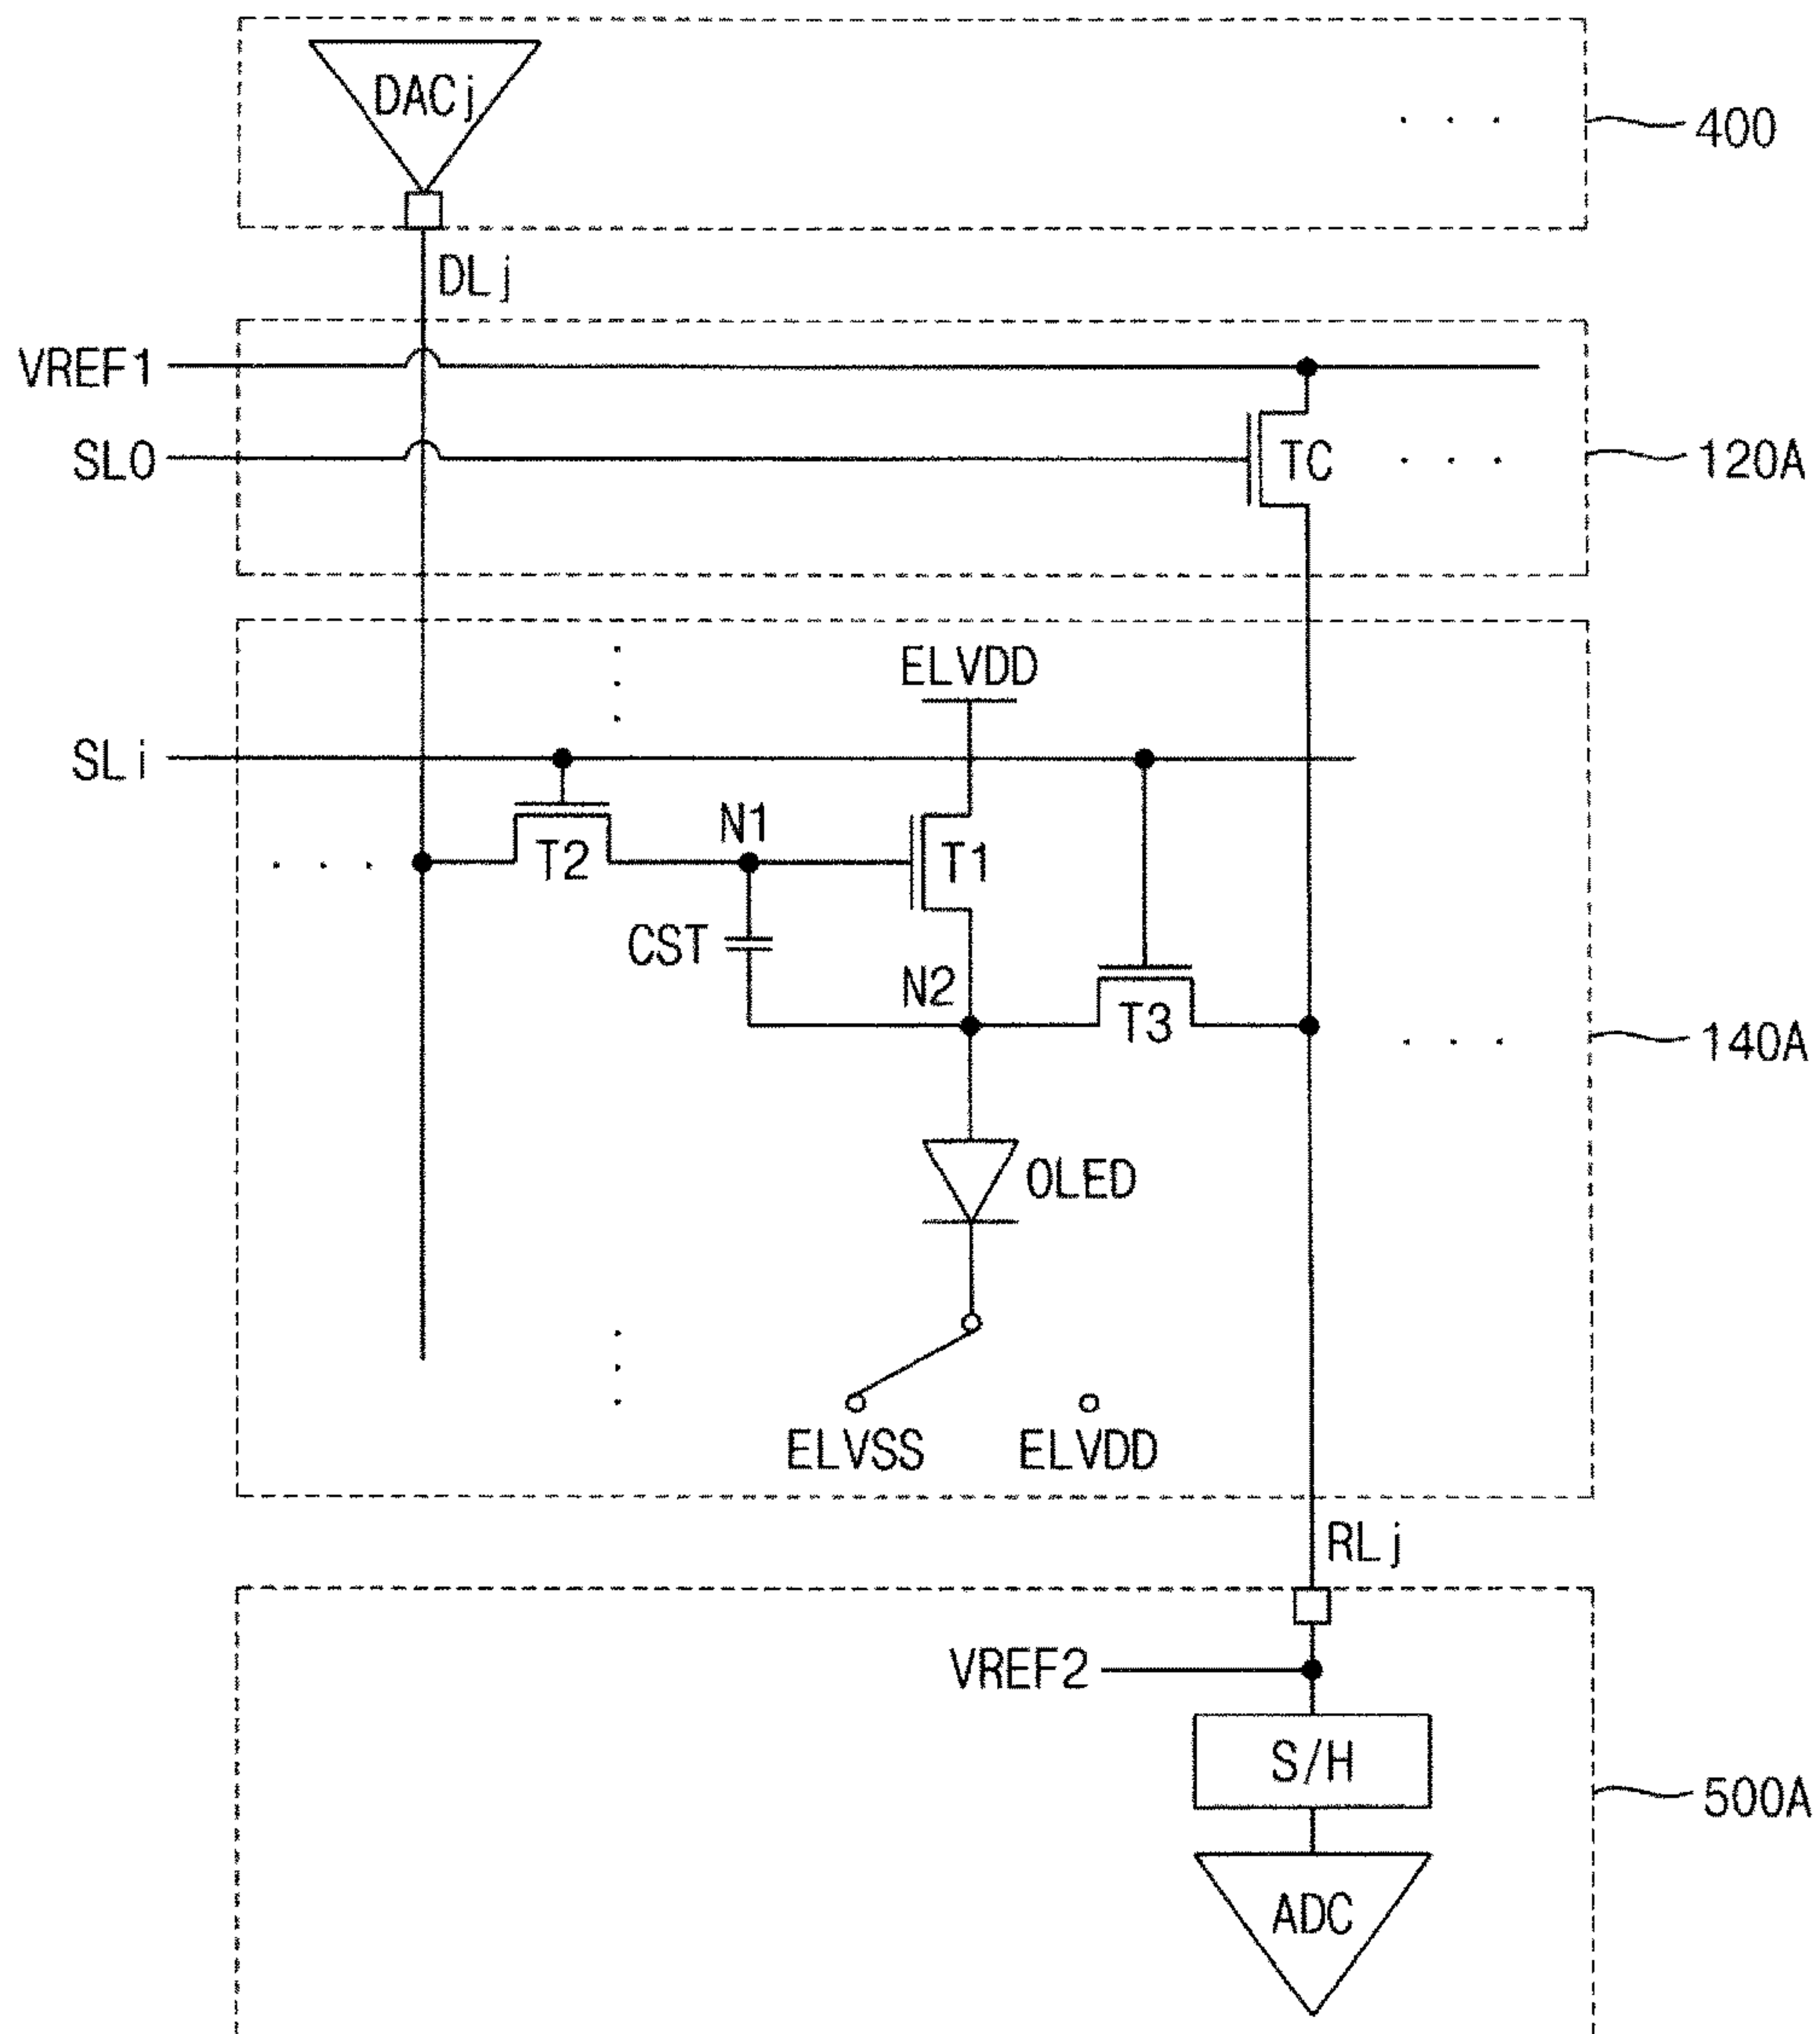 DACj
400
DLj
VREF1
SL0
TC
120A
ELVDD
SLi
N1
T2
T1
CST
N2
T3
140A
OLED
ELVSS
ELVDD
RLj
VREF2
S/H
500A
ADC